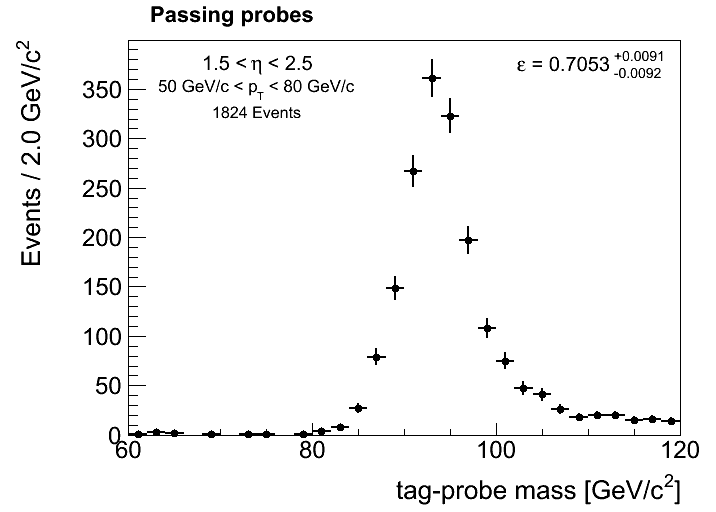 Passing probes
1.5 < η < 2.5
50 GeV/c < p_T < 80 GeV/c
1824 Events
ε = 0.7053 +0.0091 -0.0092
Events / 2.0 GeV/c²
350
300
250
200
150
100
50
0
60 80 100 120
tag-probe mass [GeV/c²]